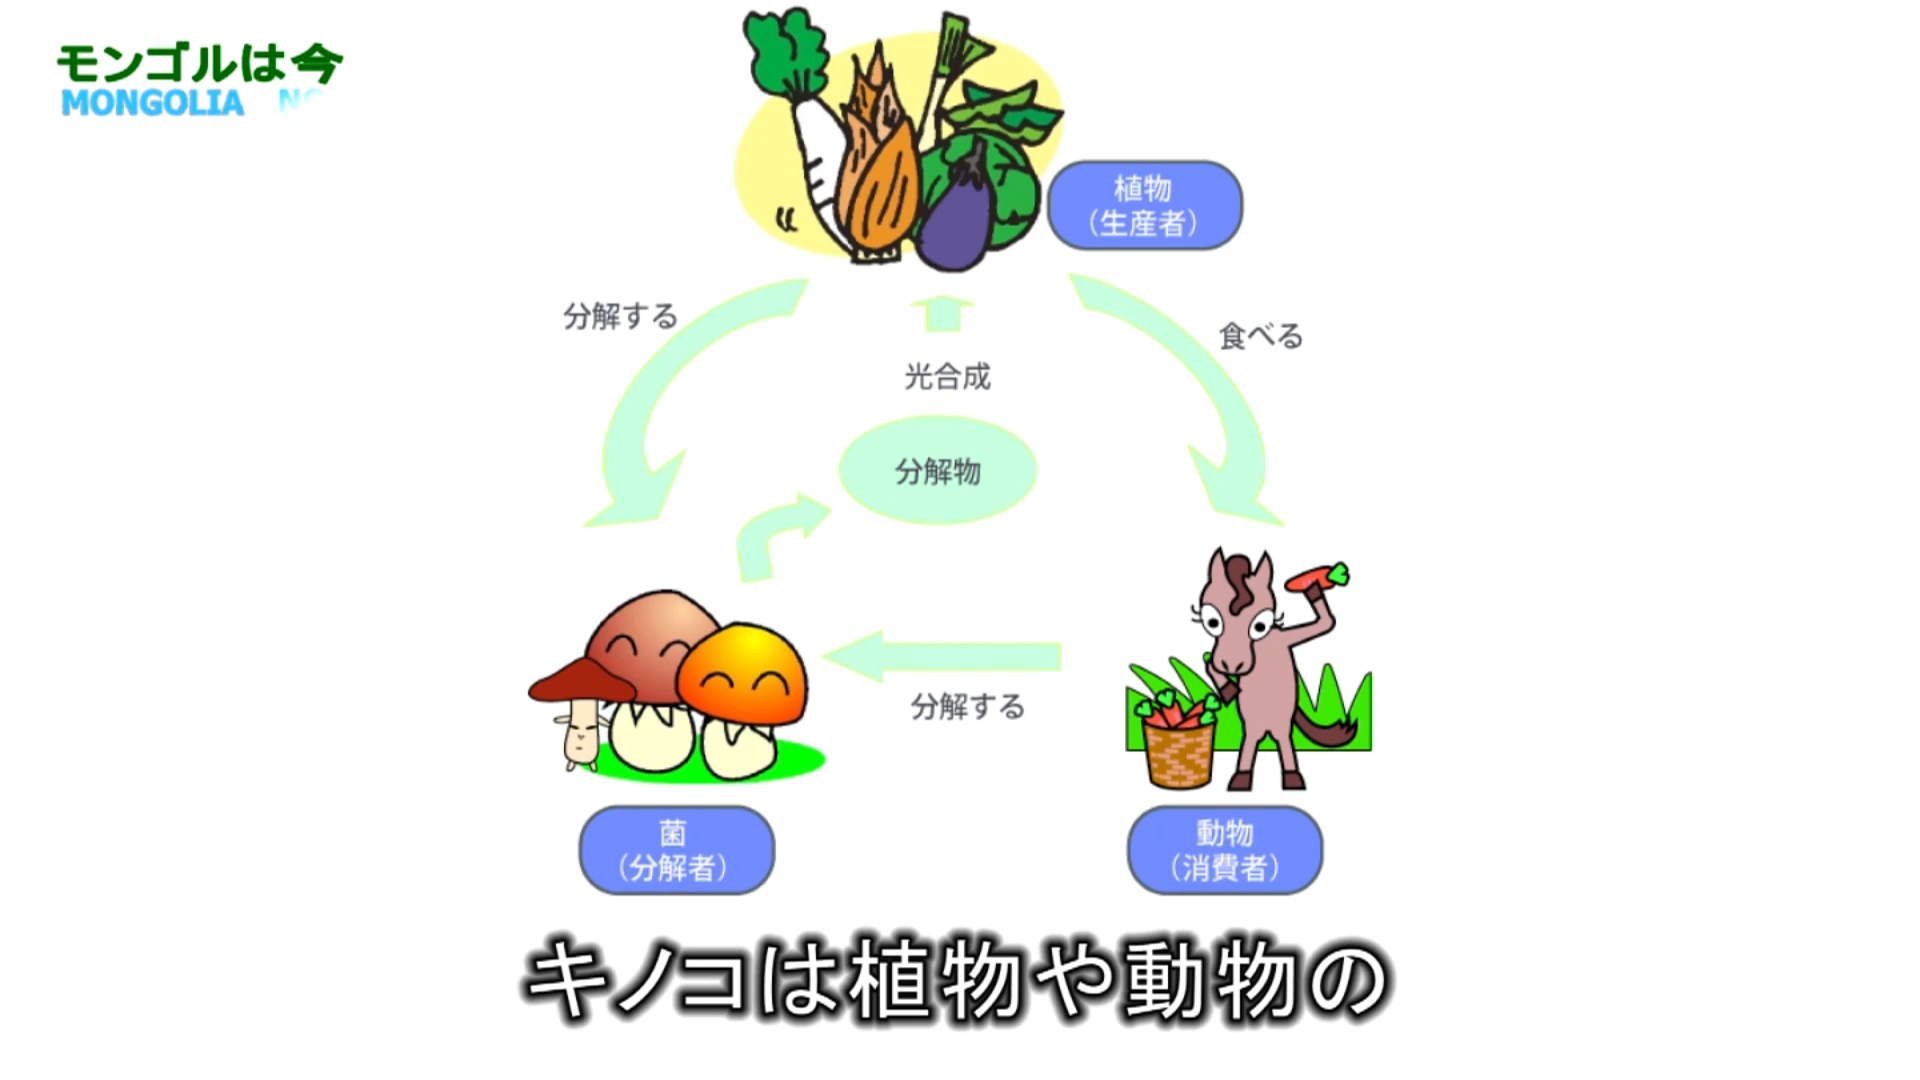 モンゴルは今
MONGOLIA
植物
（生産者）
分解する
食べる
光合成
分解物
分解する
菌
（分解者）
動物
（消費者）
キノコは植物や動物の